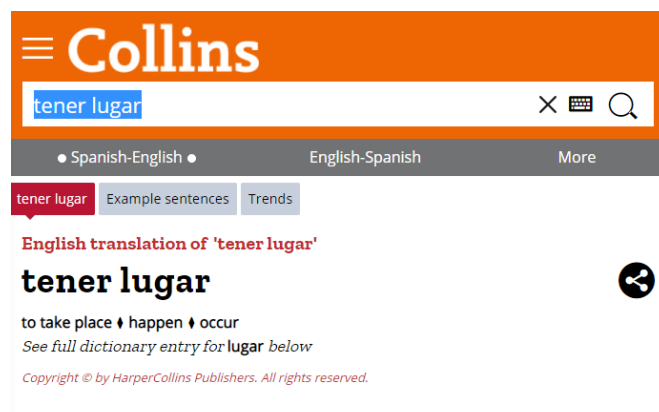 Collins
tener lugar
Spanish-English English-Spanish More
tener lugar Example sentences Trends
English translation of 'tener lugar'
tener lugar
to take place ⧫ happen ⧫ occur
See full dictionary entry for lugar below
Copyright © by HarperCollins Publishers. All rights reserved.